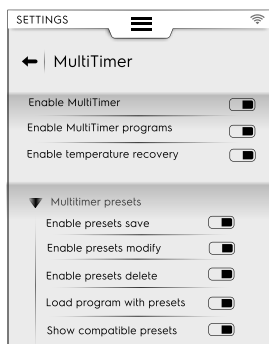 SETTINGS
MultiTimer
Enable MultiTimer
Enable MultiTimer programs
Enable temperature recovery
Multitimer presets
Enable presets save
Enable presets modify
Enable presets delete
Load program with presets
Show compatible presets